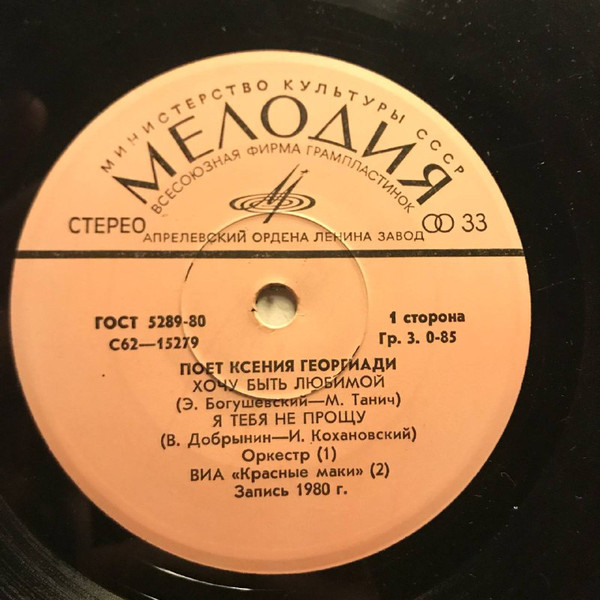 МИНИСТЕРСТВО КУЛЬТУРЫ СССР
МЕЛОДИЯ
ВСЕСОЮЗНАЯ ФИРМА ГРАМПЛАСТИНОК
СТЕРЕО
33
АПРЕЛЕВСКИЙ ОРДЕНА ЛЕНИНА ЗАВОД
ГОСТ 5289-80
1 сторона
С62—15279
Гр. 3. 0-85
ПОЕТ КСЕНИЯ ГЕОРГИАДИ
ХОЧУ БЫТЬ ЛЮБИМОЙ
(Э. Богушевский—М. Танич)
Я ТЕБЯ НЕ ПРОЩУ
(В. Добрынин—И. Кохановский)
Оркестр (1)
ВИА «Красные маки» (2)
Запись 1980 г.